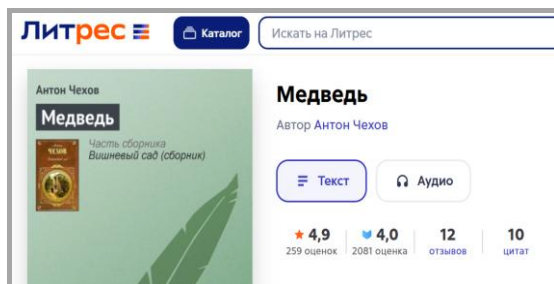 Литрес
Каталог
Искать на Литрес
Антон Чехов
Медведь
Часть сборника
Вишневый сад (сборник)
ЧЕХОВ
Медведь
Автор Антон Чехов
Текст
Аудио
4,9
259 оценок
4,0
2081 оценка
12
отзывов
10
цитат